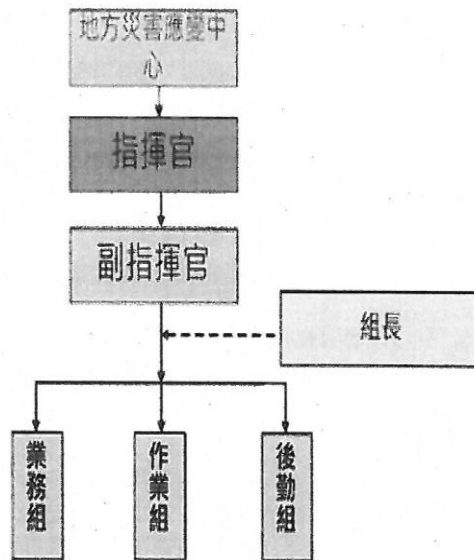 地方災害應變中
心
指揮官
副指揮官
組長
業務組
作業組
後勤組